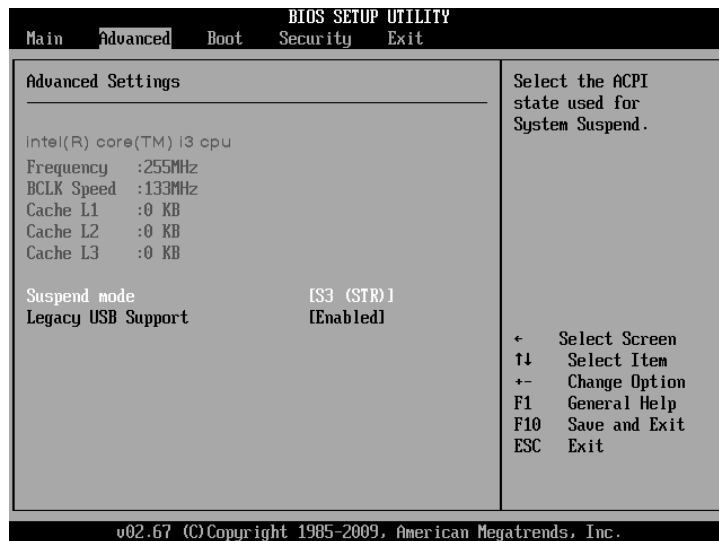 BIOS SETUP UTILITY
Main Advanced Boot Security Exit
Advanced Settings
intel(R) core(TM) i3 cpu
Frequency :255MHz
BCLK Speed :133MHz
Cache L1 :0 KB
Cache L2 :0 KB
Cache L3 :0 KB
Suspend mode [S3 (STR)]
Legacy USB Support [Enabled]
Select the ACPI
state used for
System Suspend.
← Select Screen
↑↓ Select Item
+- Change Option
F1 General Help
F10 Save and Exit
ESC Exit
v02.67 (C)Copyright 1985-2009, American Megatrends, Inc.